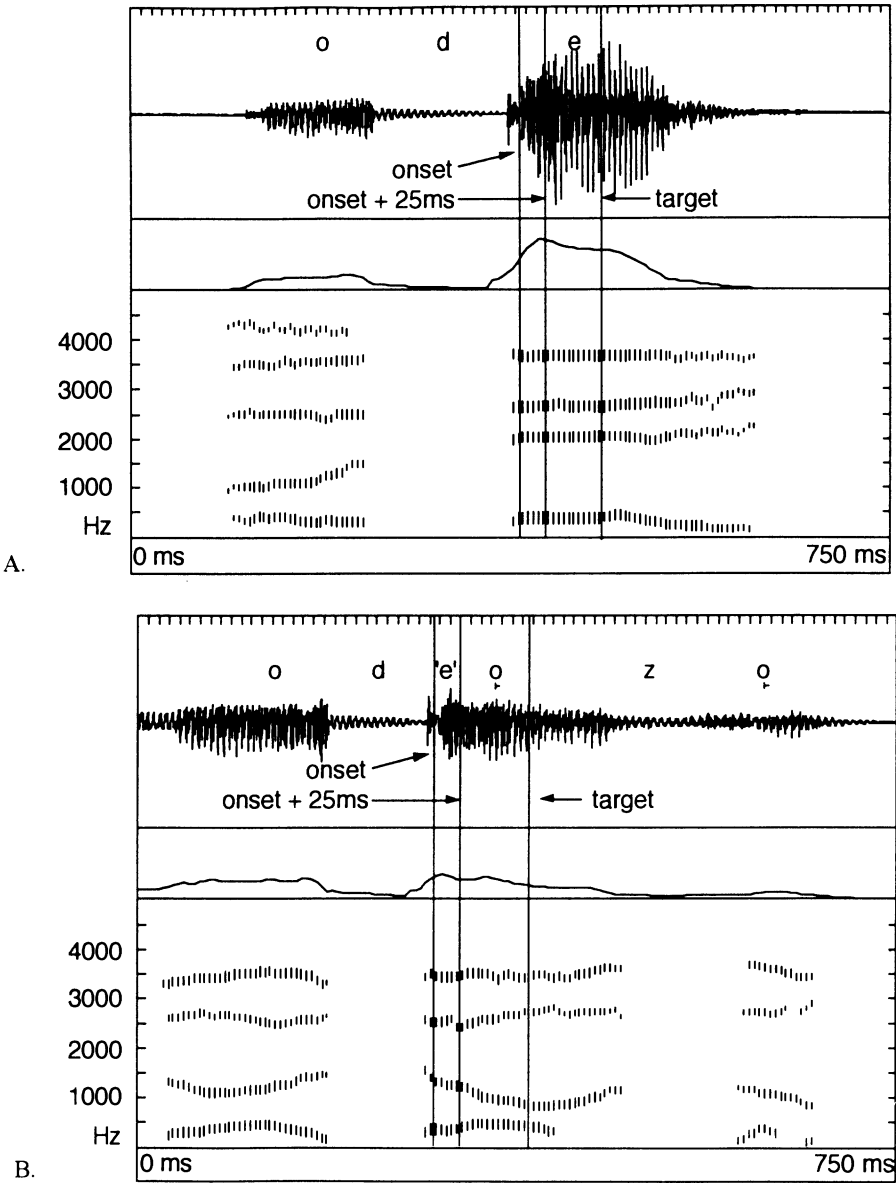 o d e
onset
onset + 25ms target
4000
3000
2000
1000
Hz
0 ms 750 ms
A.
o d 'e' o̞ z o̞
onset
onset + 25ms target
4000
3000
2000
1000
Hz
0 ms 750 ms
B.